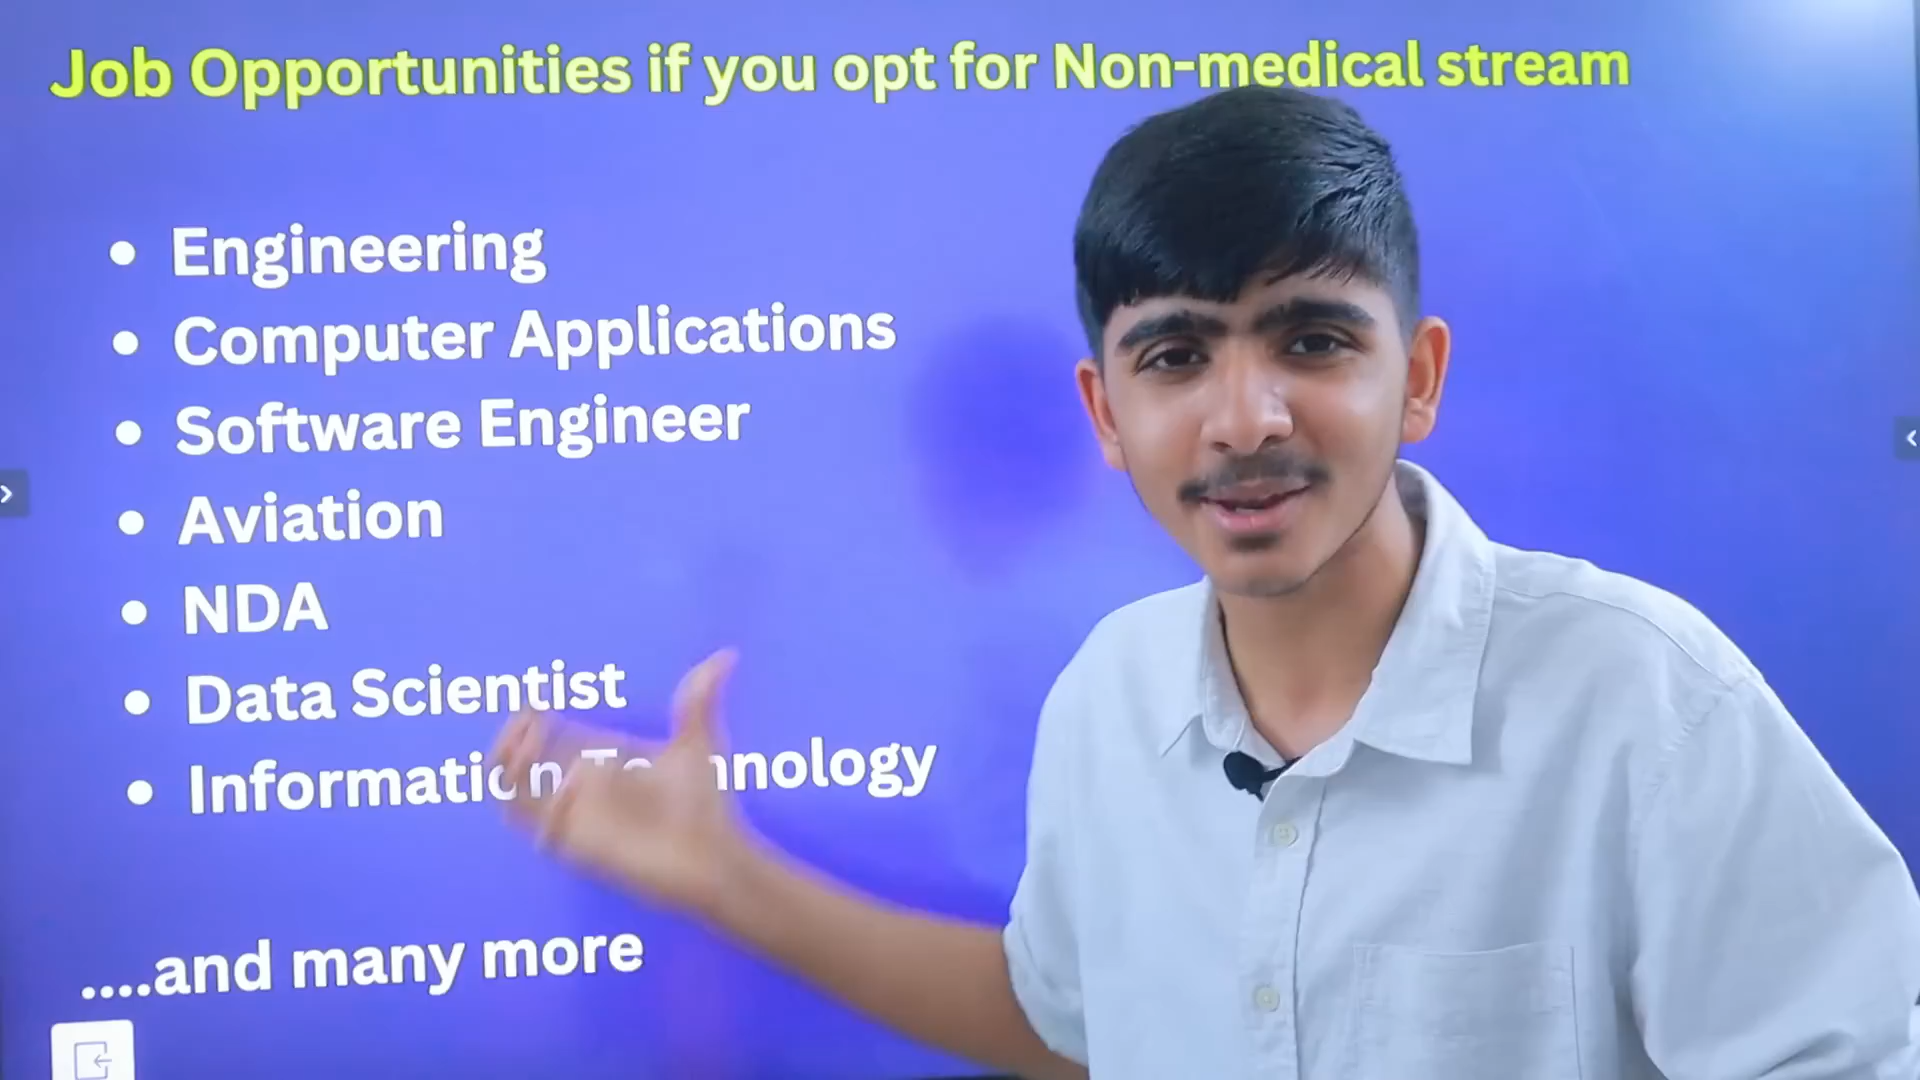 Job Opportunities if you opt for Non-medical stream
• Engineering
• Computer Applications
• Software Engineer
• Aviation
• NDA
• Data Scientist
• Information Technology
....and many more